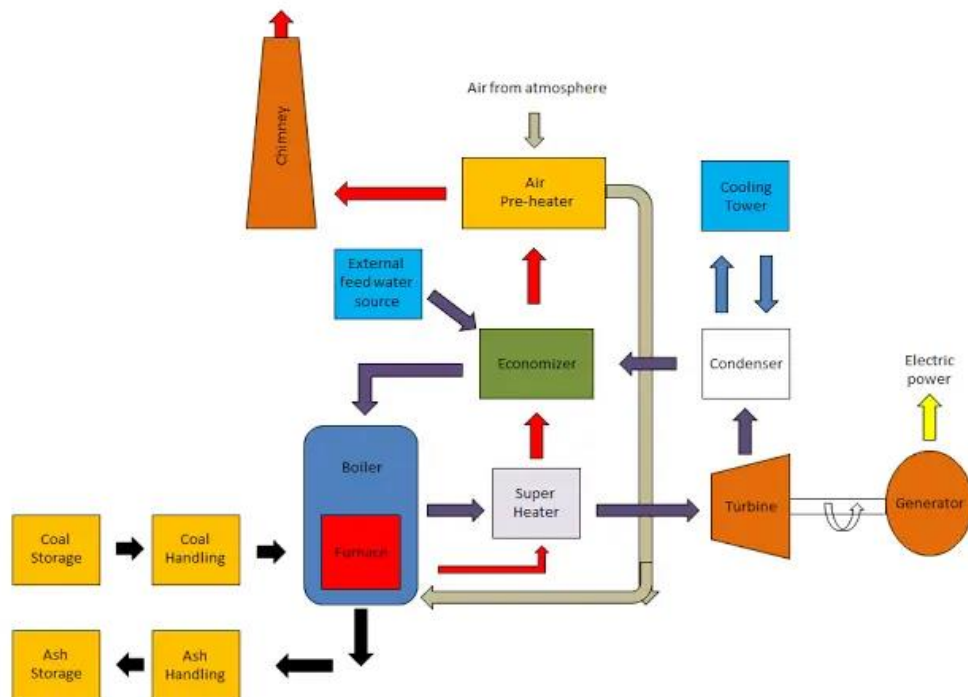 Chimney
Air from atmosphere
Air
Pre-heater
Cooling
Tower
External
feed water
source
Economizer
Condenser
Electric
power
Boiler
Super
Heater
Turbine
Generator
Coal
Storage
Coal
Handling
Furnace
Ash
Storage
Ash
Handling